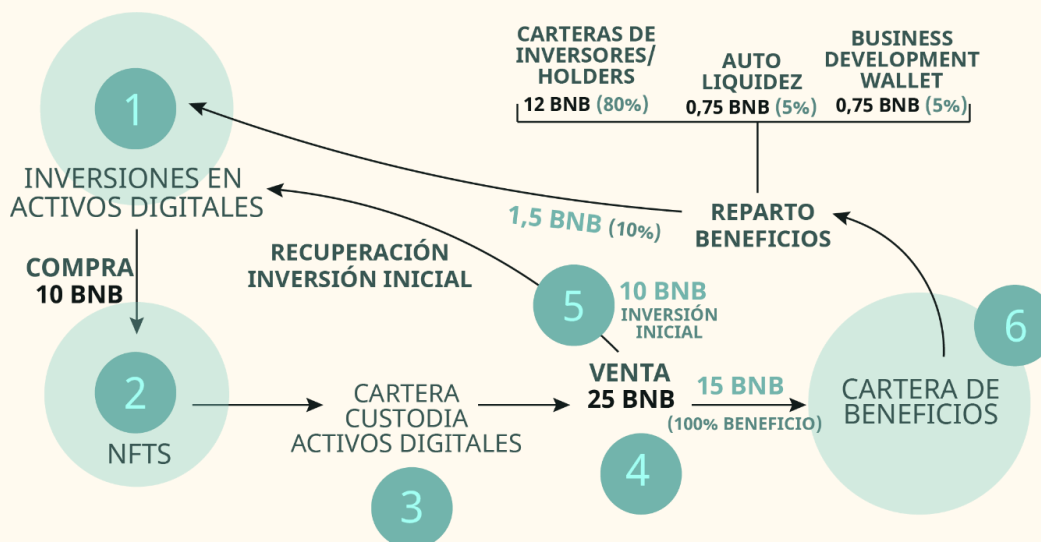 1
INVERSIONES EN
ACTIVOS DIGITALES
COMPRA
10 BNB
2
NFTS
CARTERA
CUSTODIA
ACTIVOS DIGITALES
3
VENTA
25 BNB
4
RECUPERACIÓN
INVERSIÓN INICIAL
5
10 BNB
INVERSIÓN
INICIAL
15 BNB
(100% BENEFICIO)
CARTERA DE
BENEFICIOS
6
REPARTO
BENEFICIOS
1,5 BNB (10%)
CARTERAS DE
INVERSORES/
HOLDERS
12 BNB (80%)
AUTO
LIQUIDEZ
0,75 BNB (5%)
BUSINESS
DEVELOPMENT
WALLET
0,75 BNB (5%)